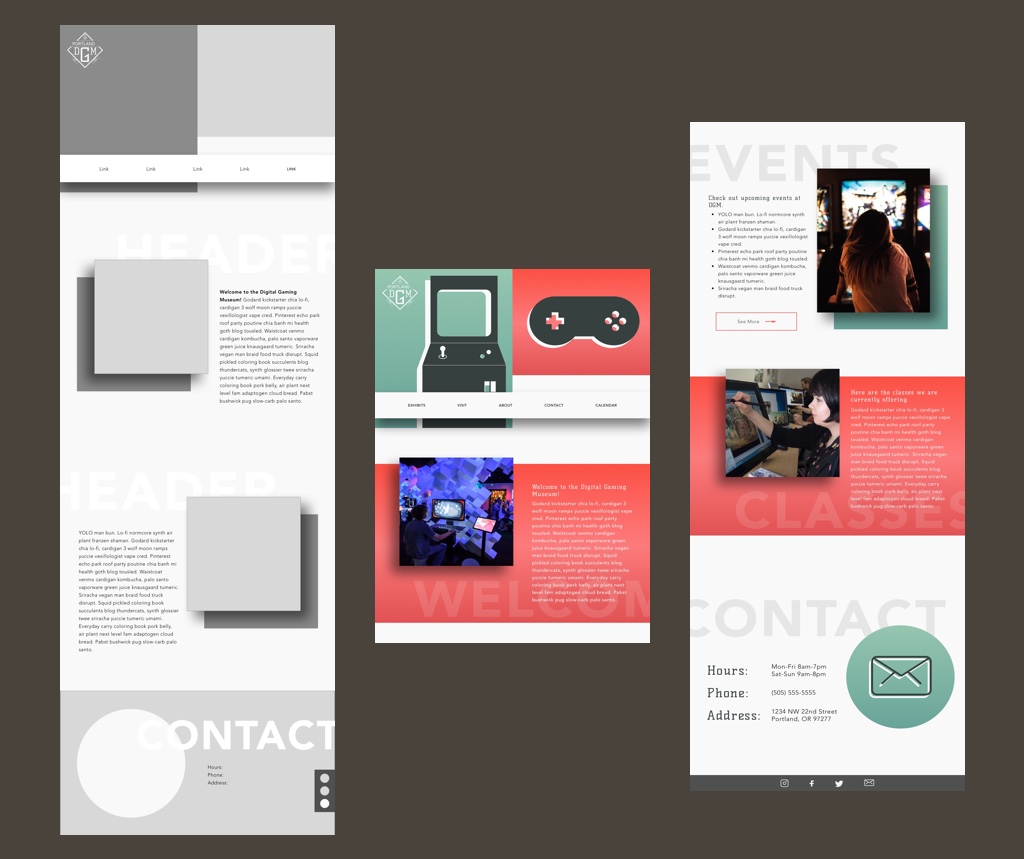 PORTLAND
D G M
Link
Link
Link
Link
LINK
HEADER
Welcome to the Digital Gaming
Museum! Godard kickstarter chia lo-fi,
cardigan 3 wolf moon ramps yuccie
vexillologist vape cred. Pinterest echo park
roof party poutine chia banh mi health
goth blog tousled. Waistcoat venmo
cardigan kombucha, palo santo vaporware
green juice knausgaard tumeric. Sriracha
vegan man braid food truck disrupt. Squid
pickled coloring book succulents blog
thundercats, synth glossier twee sriracha
yuccie tumeric umami. Everyday carry
coloring book pork belly, air plant next
level fam adaptogen cloud bread. Pabst
bushwick pug slow-carb palo santo.
HEADER
YOLO man bun. Lo-fi normcore synth air
plant franzen shaman. Godard kickstarter
chia lo-fi, cardigan 3 wolf moon ramps
yuccie vexillologist vape cred. Pinterest
echo park roof party poutine chia banh mi
health goth blog tousled. Waistcoat
venmo cardigan kombucha, palo santo
vaporware green juice knausgaard tumeric.
Sriracha vegan man braid food truck
disrupt. Squid pickled coloring book
succulents blog thundercats, synth glossier
twee sriracha yuccie tumeric umami.
Everyday carry coloring book pork belly,
air plant next level fam adaptogen cloud
bread. Pabst bushwick pug slow-carb palo
santo.
CONTACT
Hours:
Phone:
Address:
PORTLAND
D G M
EXHIBITS
VISIT
ABOUT
CONTACT
CALENDAR
Welcome to the Digital Gaming
Museum!
Godard kickstarter chia lo-fi, cardigan 3
wolf moon ramps yuccie vexillologist vape
cred. Pinterest echo park roof party
poutine chia banh mi health goth blog
tousled. Waistcoat venmo cardigan
kombucha, palo santo vaporware green
juice knausgaard tumeric. Sriracha vegan
man braid food truck disrupt. Squid
pickled coloring book succulents blog
thundercats, synth glossier twee sriracha
yuccie tumeric umami. Everyday carry
coloring book pork belly, air plant next
level fam adaptogen cloud bread. Pabst
bushwick pug slow-carb palo santo.
WELCOM
EVENTS
Check out upcoming events at
DGM.
YOLO man bun. Lo-fi normcore synth
air plant franzen shaman.
Godard kickstarter chia lo-fi, cardigan
3 wolf moon ramps yuccie vexillologist
vape cred.
Pinterest echo park roof party poutine
chia banh mi health goth blog tousled.
Waistcoat venmo cardigan kombucha,
palo santo vaporware green juice
knausgaard tumeric.
Sriracha vegan man braid food truck
disrupt.
See More
Here are the classes we are
currently offering.
Godard kickstarter chia lo-fi, cardigan 3
wolf moon ramps yuccie vexillologist vape
cred. Pinterest echo park roof party
poutine chia banh mi health goth blog
tousled. Waistcoat venmo cardigan
kombucha, palo santo vaporware green
juice knausgaard tumeric. Sriracha vegan
man braid food truck disrupt. Squid
pickled coloring book succulents blog
thundercats, synth glossier twee sriracha
yuccie tumeric umami. Everyday carry
coloring book pork belly, air plant next
level fam adaptogen cloud bread. Pabst
bushwick pug slow-carb palo santo.
CLASSES
CONTACT
Hours:
Mon-Fri 8am-7pm
Sat-Sun 9am-8pm
Phone:
(505) 555-5555
Address:
1234 NW 22nd Street
Portland, OR 97277